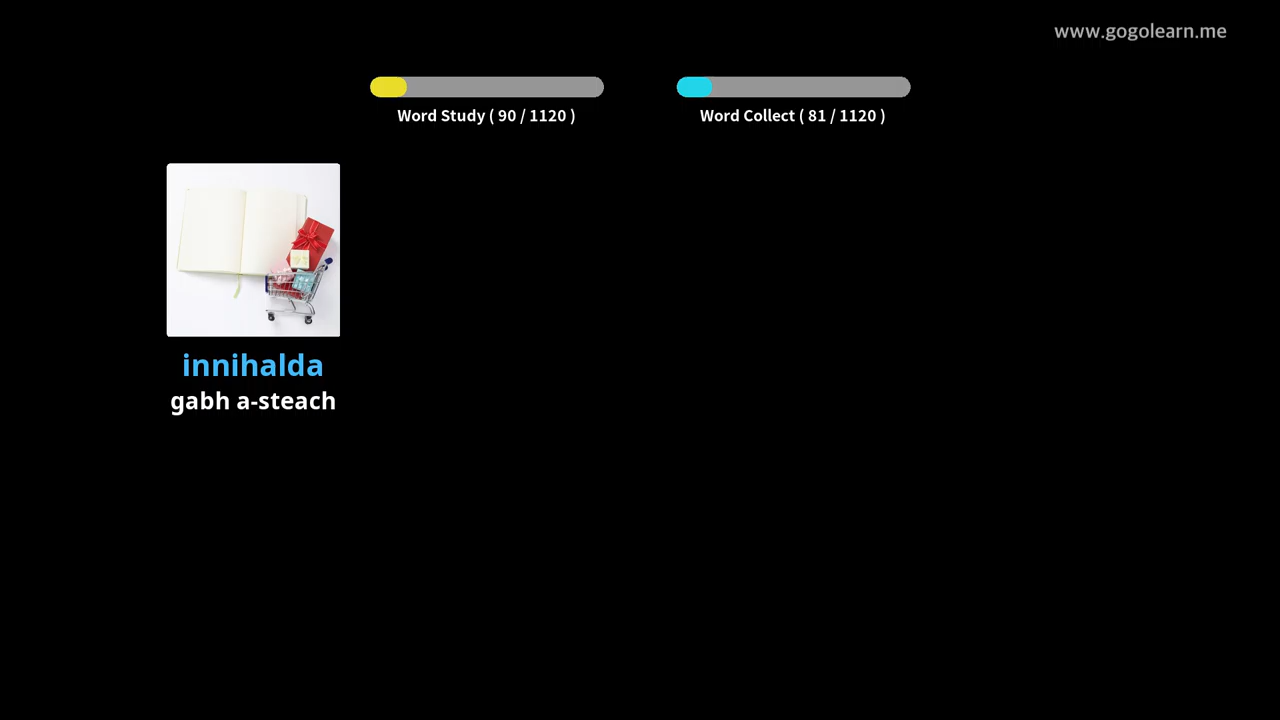 www.gogolearn.me
Word Study ( 90 / 1120 )
Word Collect ( 81 / 1120 )
innihalda
gabh a-steach